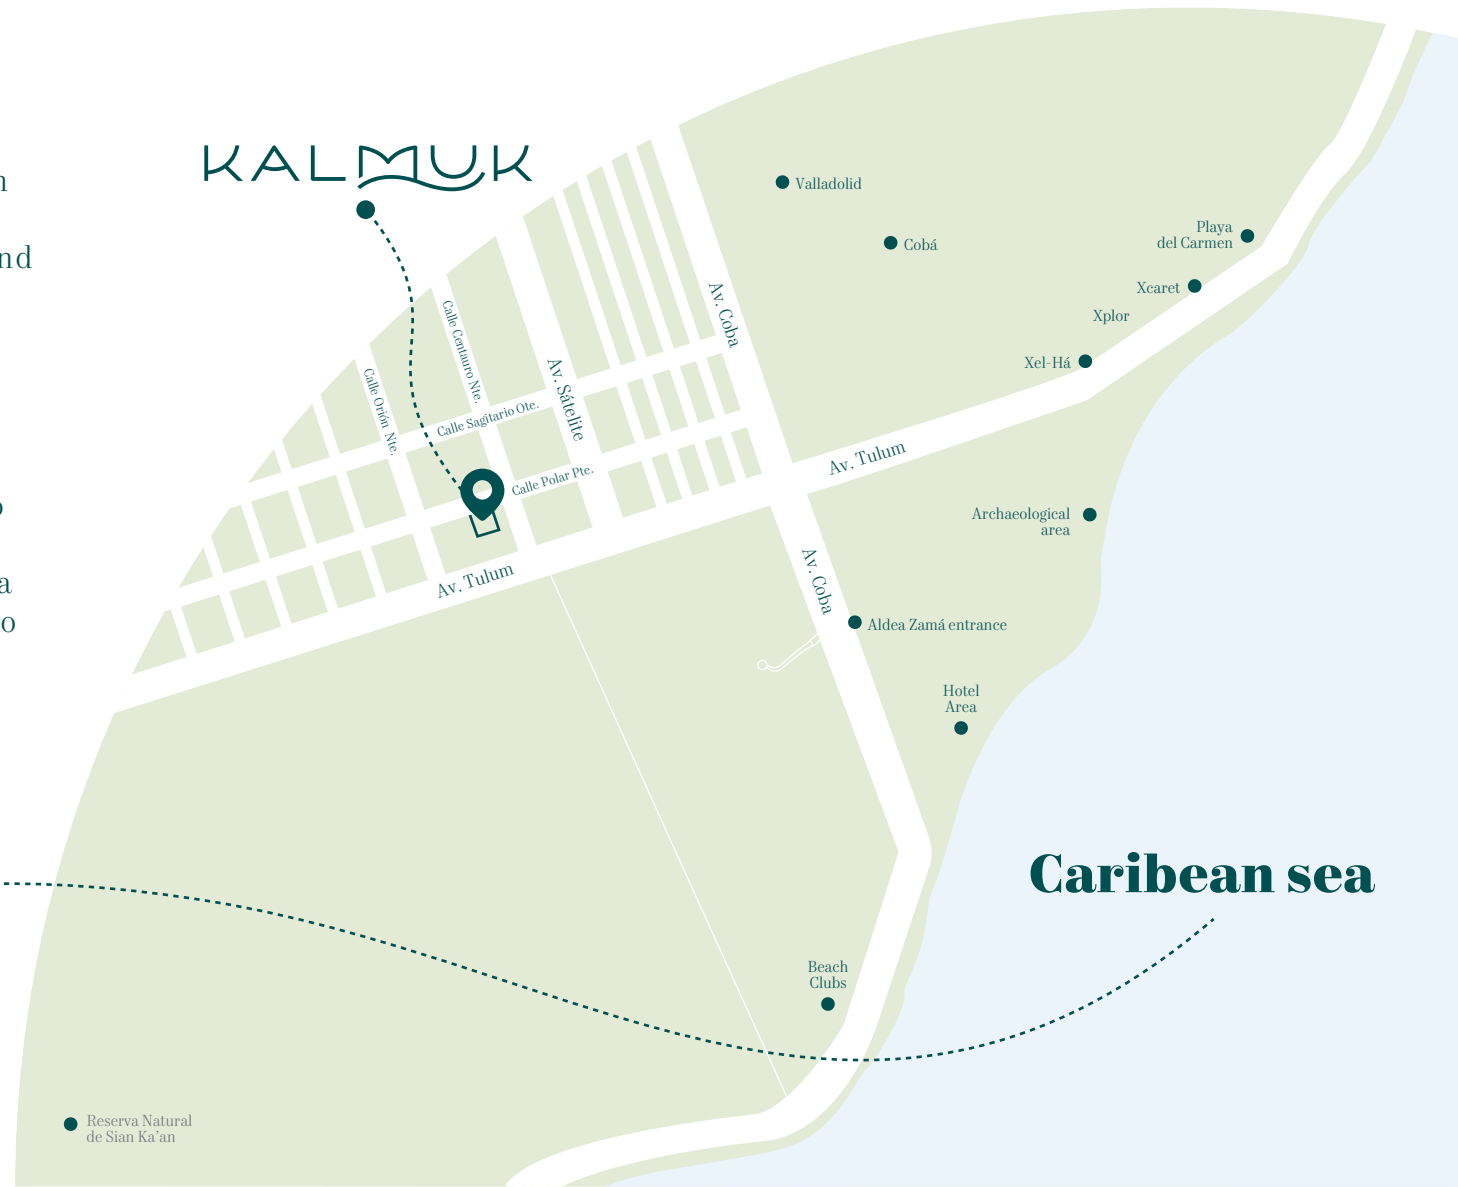 KALMUK
Valladolid
Cobá
Playa
del Carmen
Xcaret
Xplor
Xel-Há
Av. Coba
Calle Centauro Nte.
Av. Sátelite
Calle Orión Nte.
Calle Sagitario Ote.
Calle Polar Pte.
Av. Tulum
Av. Tulum
Archaeological
area
Av. Coba
Aldea Zamá entrance
Hotel
Area
Caribean sea
Beach
Clubs
Reserva Natural
de Sian Ka’an
nd
a
o